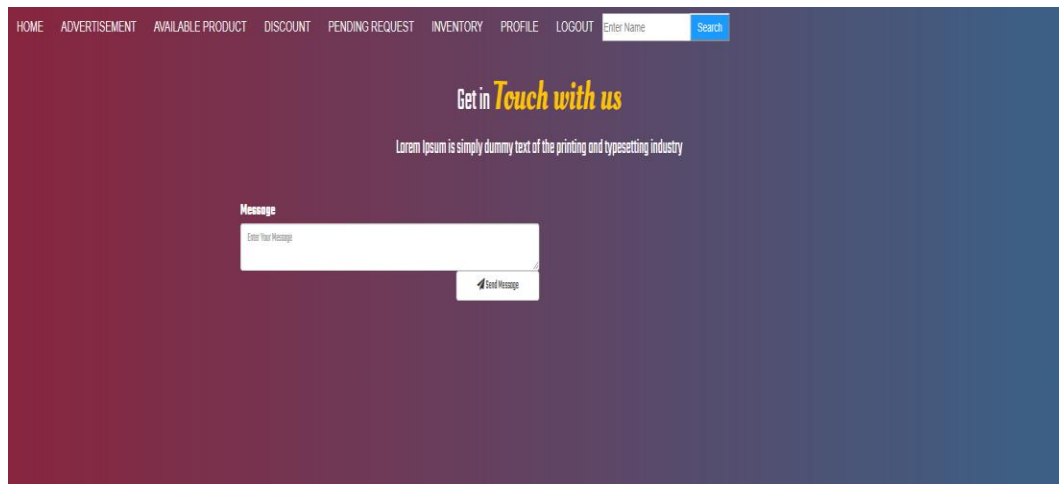 HOME ADVERTISEMENT AVAILABLE PRODUCT DISCOUNT PENDING REQUEST INVENTORY PROFILE LOGOUT Enter Name Search
Get in Touch with us
Lorem Ipsum is simply dummy text of the printing and typesetting industry
Message
Enter Your Message
Send Message